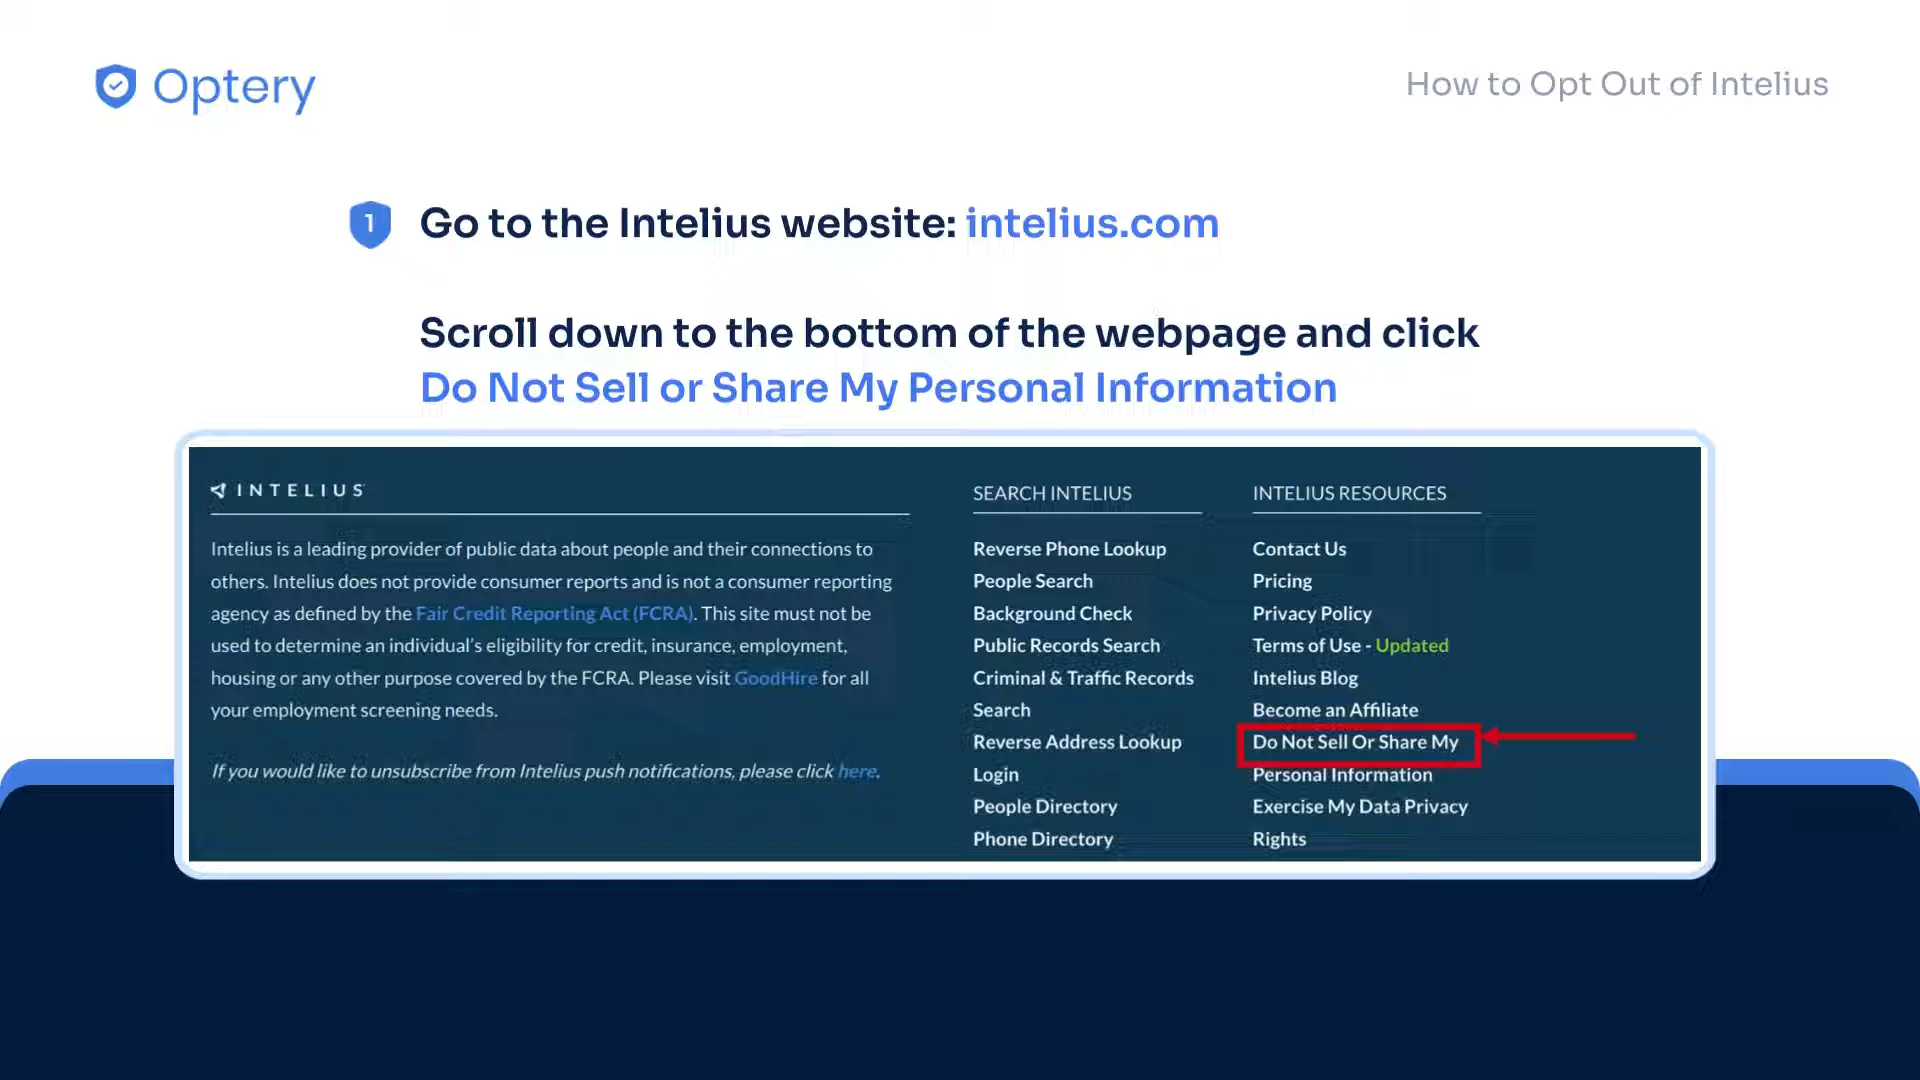 Optery
How to Opt Out of Intelius
1
Go to the Intelius website: intelius.com
Scroll down to the bottom of the webpage and click
Do Not Sell or Share My Personal Information
INTELIUS
Intelius is a leading provider of public data about people and their connections to
others. Intelius does not provide consumer reports and is not a consumer reporting
agency as defined by the Fair Credit Reporting Act (FCRA). This site must not be
used to determine an individual's eligibility for credit, insurance, employment,
housing or any other purpose covered by the FCRA. Please visit GoodHire for all
your employment screening needs.
If you would like to unsubscribe from Intelius push notifications, please click here.
SEARCH INTELIUS
Reverse Phone Lookup
People Search
Background Check
Public Records Search
Criminal & Traffic Records
Search
Reverse Address Lookup
Login
People Directory
Phone Directory
INTELIUS RESOURCES
Contact Us
Pricing
Privacy Policy
Terms of Use - Updated
Intelius Blog
Become an Affiliate
Do Not Sell Or Share My
Personal Information
Exercise My Data Privacy
Rights